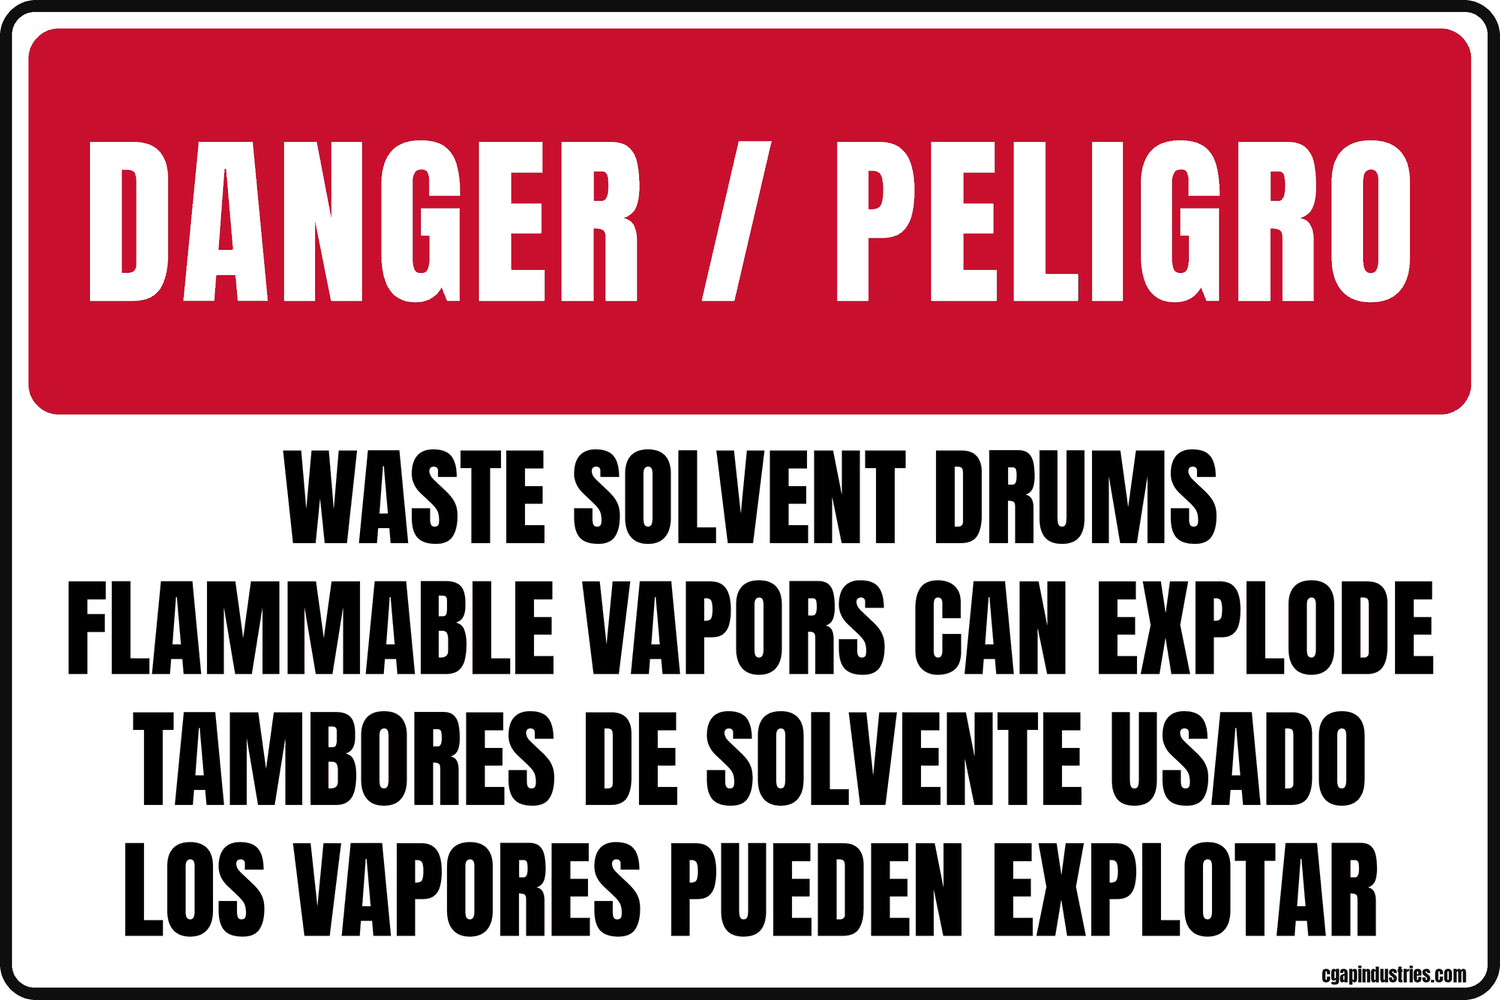 DANGER / PELIGRO
WASTE SOLVENT DRUMS
FLAMMABLE VAPORS CAN EXPLODE
TAMBORES DE SOLVENTE USADO
LOS VAPORES PUEDEN EXPLOTAR
cgapindustries.com